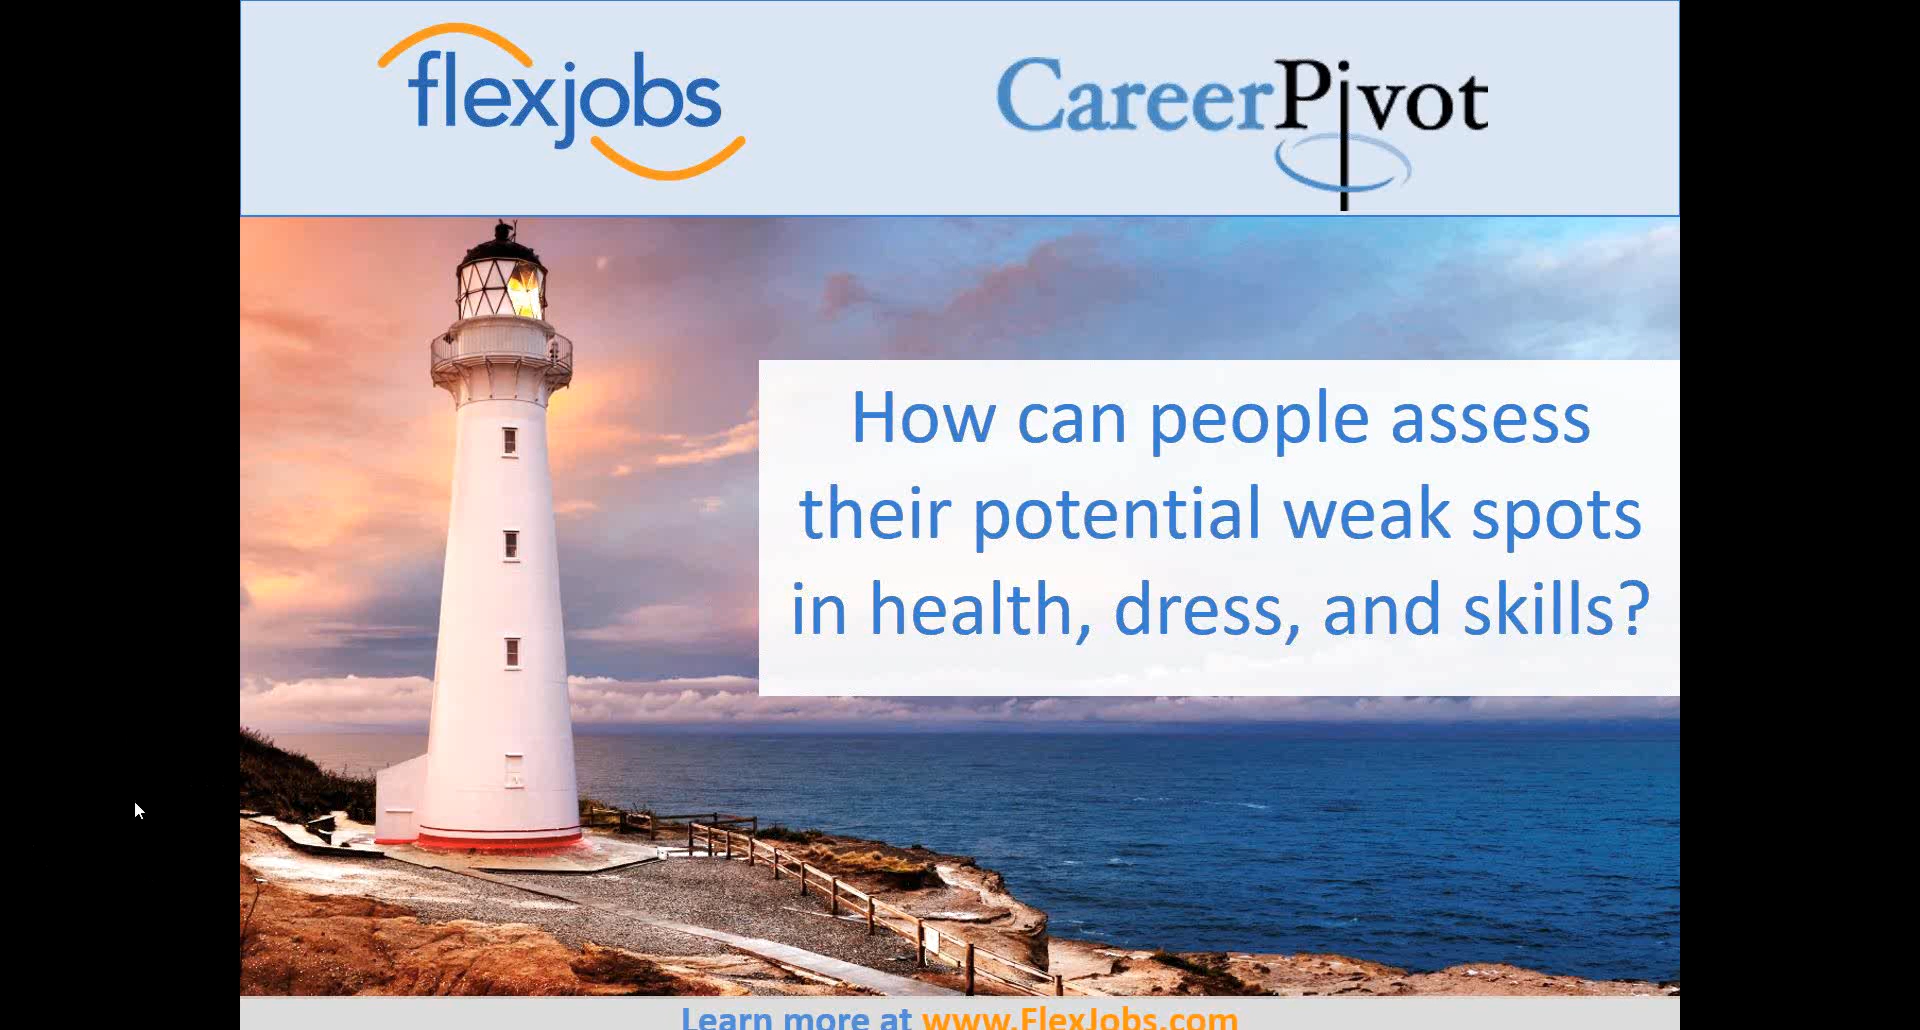 flexjobs
CareerPivot
How can people assess
their potential weak spots
in health, dress, and skills?
Learn more at www.FlexJobs.com